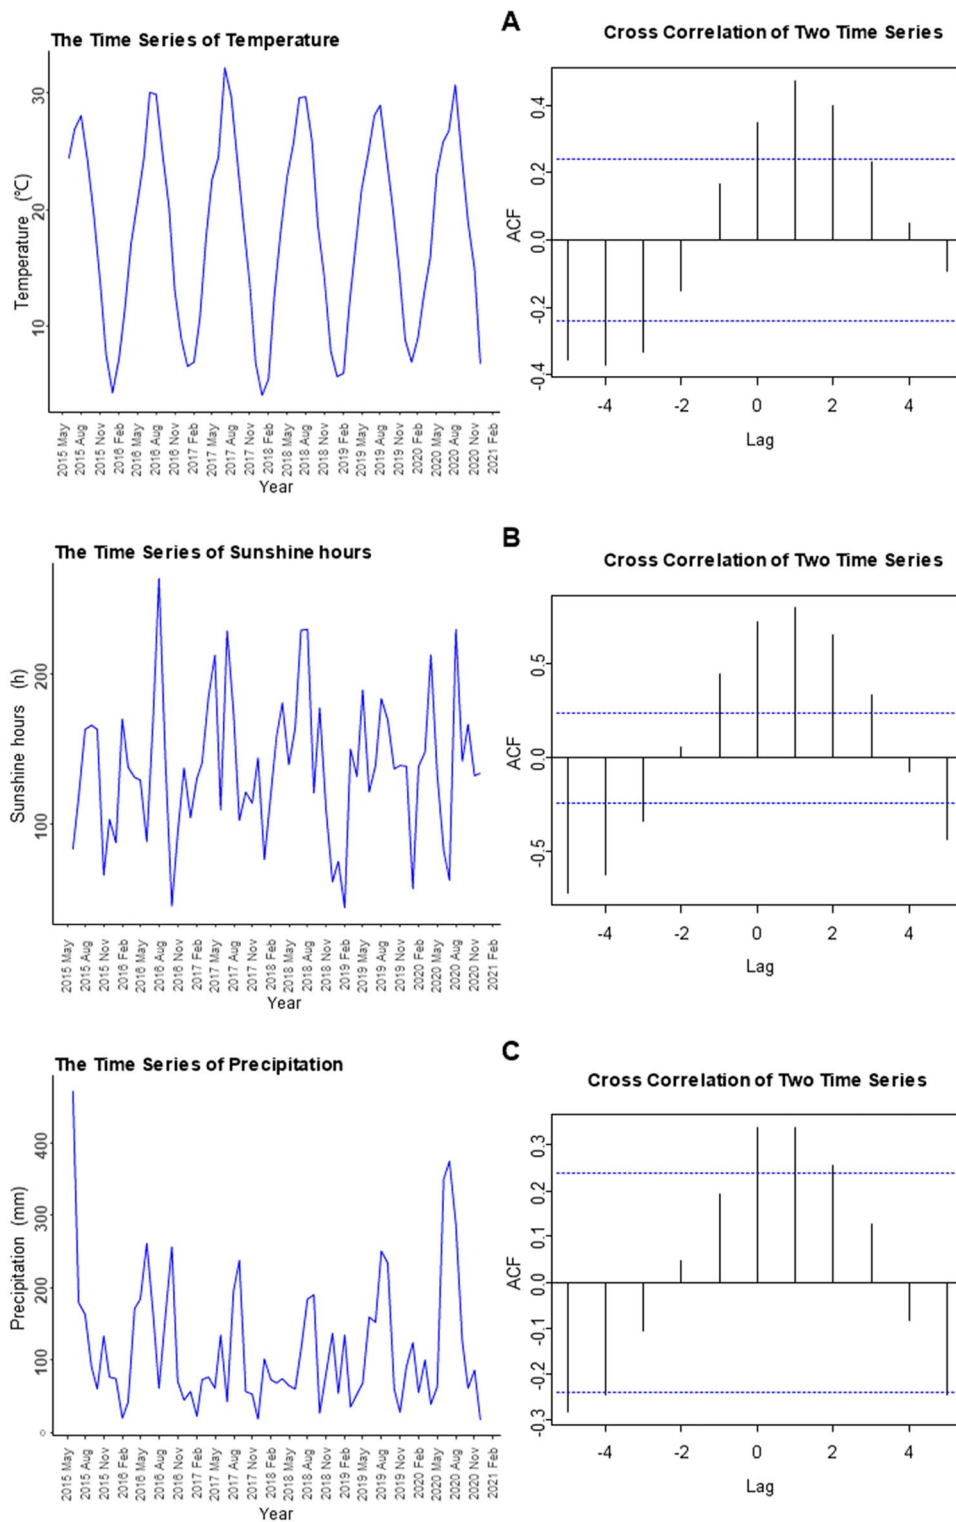 A
The Time Series of Temperature
Cross Correlation of Two Time Series
Temperature (℃)
30
20
10
2015 May
2015 Aug
2015 Nov
2016 Feb
2016 May
2016 Aug
2016 Nov
2017 Feb
2017 May
2017 Aug
2017 Nov
2018 Feb
2018 May
2018 Aug
2018 Nov
2019 Feb
2019 May
2019 Aug
2019 Nov
2020 Feb
2020 May
2020 Aug
2020 Nov
2021 Feb
Year
ACF
0.4
0.2
0.0
-0.2
-0.4
-4 -2 0 2 4
Lag
B
The Time Series of Sunshine hours
Cross Correlation of Two Time Series
Sunshine hours (h)
200
100
2015 May
2015 Aug
2015 Nov
2016 Feb
2016 May
2016 Aug
2016 Nov
2017 Feb
2017 May
2017 Aug
2017 Nov
2018 Feb
2018 May
2018 Aug
2018 Nov
2019 Feb
2019 May
2019 Aug
2019 Nov
2020 Feb
2020 May
2020 Aug
2020 Nov
2021 Feb
Year
ACF
0.5
0.0
-0.5
-4 -2 0 2 4
Lag
C
The Time Series of Precipitation
Cross Correlation of Two Time Series
Precipitation (mm)
400
300
200
100
0
2015 May
2015 Aug
2015 Nov
2016 Feb
2016 May
2016 Aug
2016 Nov
2017 Feb
2017 May
2017 Aug
2017 Nov
2018 Feb
2018 May
2018 Aug
2018 Nov
2019 Feb
2019 May
2019 Aug
2019 Nov
2020 Feb
2020 May
2020 Aug
2020 Nov
2021 Feb
Year
ACF
0.3
0.2
0.1
0.0
-0.1
-0.2
-0.3
-4 -2 0 2 4
Lag